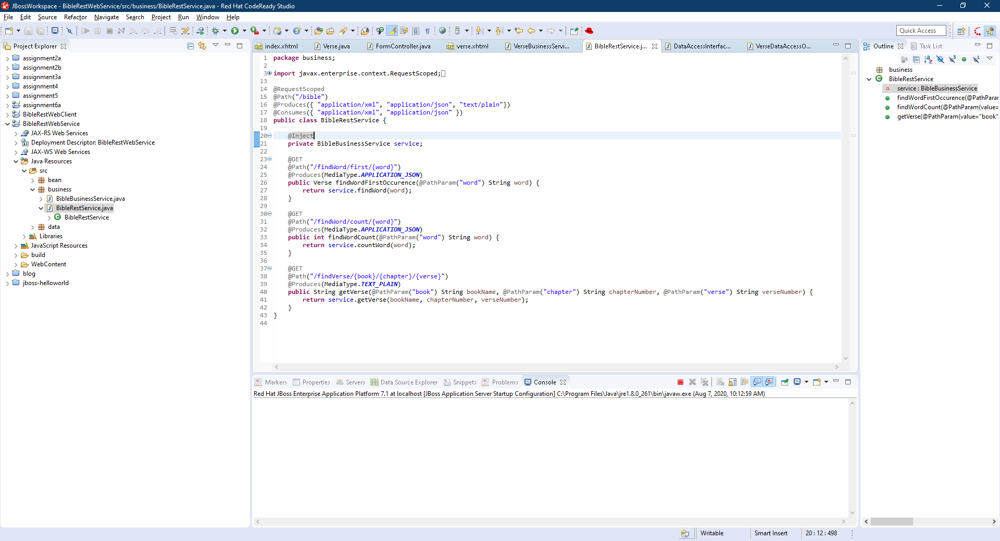 JBossWorkspace - BibleRestWebService/src/business/BibleRestService.java - Red Hat CodeReady Studio
File Edit Source Refactor Navigate Search Project Run Window Help
Quick Access
Project Explorer
assignment2a
assignment2b
assignment3a
assignment4
assignment5
assignment6a
BibleRestWebClient
BibleRestWebService
JAX-RS Web Services
Deployment Descriptor: BibleRestWebService
JAX-WS Web Services
Java Resources
src
bean
business
BibleBusinessService.java
BibleRestService.java
BibleRestService
data
Libraries
JavaScript Resources
build
WebContent
blog
jboss-helloworld
index.xhtml Verse.java FormController.java verse.xhtml VerseBusinessServi... BibleRestService.j... DataAccessInterfac... VerseDataAccessO...
1 package business;
2
3 import javax.enterprise.context.RequestScoped;
13
14 @RequestScoped
15 @Path("/bible")
16 @Produces({ "application/xml", "application/json", "text/plain"})
17 @Consumes({ "application/xml", "application/json" })
18 public class BibleRestService {
19
20 @Inject
21 private BibleBusinessService service;
22
23 @GET
24 @Path("/findWord/first/{word}")
25 @Produces(MediaType.APPLICATION_JSON)
26 public Verse findWordFirstOccurence(@PathParam("word") String word) {
27 return service.findWord(word);
28 }
29
30 @GET
31 @Path("/findWord/count/{word}")
32 @Produces(MediaType.APPLICATION_JSON)
33 public int findWordCount(@PathParam("word") String word) {
34 return service.countWord(word);
35 }
36
37 @GET
38 @Path("/findVerse/{book}/{chapter}/{verse}")
39 @Produces(MediaType.TEXT_PLAIN)
40 public String getVerse(@PathParam("book") String bookName, @PathParam("chapter") String chapterNumber, @PathParam("verse") String verseNumber) {
41 return service.getVerse(bookName, chapterNumber, verseNumber);
42 }
43 }
44
Outline Task List
business
BibleRestService
service : BibleBusinessService
findWordFirstOccurence(@PathParar
findWordCount(@PathParam(value=
getVerse(@PathParam(value="book"
Markers Properties Servers Data Source Explorer Snippets Problems Console
Red Hat JBoss Enterprise Application Platform 7.1 at localhost [JBoss Application Server Startup Configuration] C:\Program Files\Java\jre1.8.0_261\bin\javaw.exe (Aug 7, 2020, 10:12:59 AM)
Writable Smart Insert 20 : 12 : 498